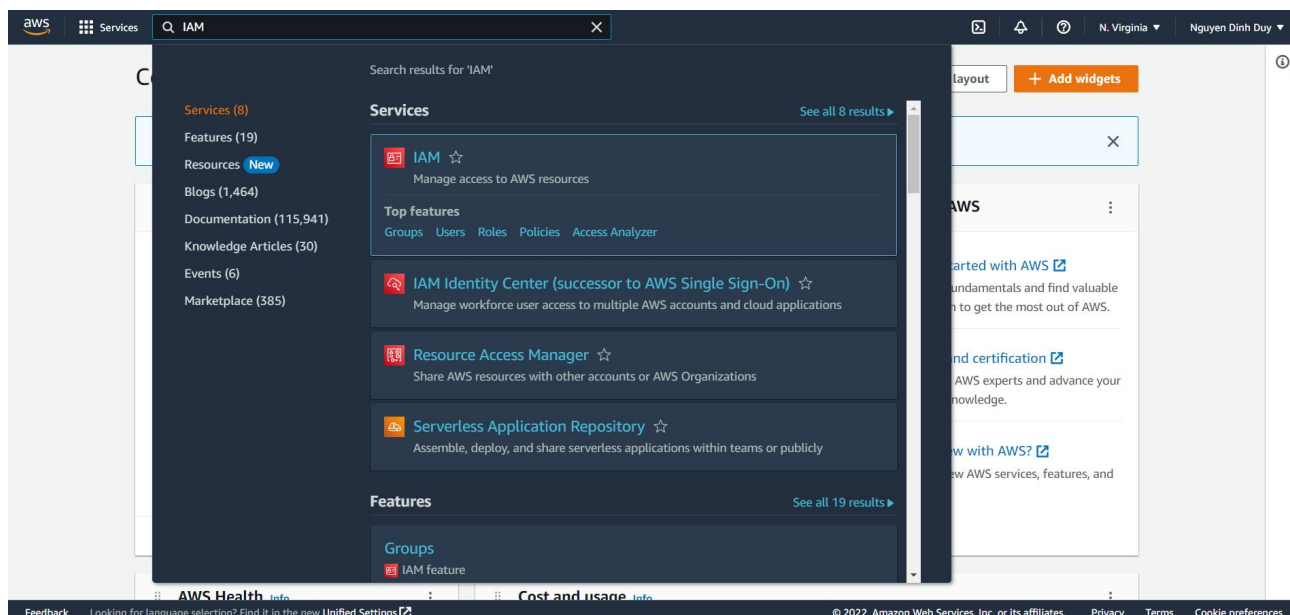 aws
Services
IAM
N. Virginia
Nguyen Dinh Duy
layout
+ Add widgets
Search results for 'IAM'
Services (8)
Features (19)
Resources New
Blogs (1,464)
Documentation (115,941)
Knowledge Articles (30)
Events (6)
Marketplace (385)
Services
See all 8 results
IAM
Manage access to AWS resources
Top features
Groups Users Roles Policies Access Analyzer
IAM Identity Center (successor to AWS Single Sign-On)
Manage workforce user access to multiple AWS accounts and cloud applications
Resource Access Manager
Share AWS resources with other accounts or AWS Organizations
Serverless Application Repository
Assemble, deploy, and share serverless applications within teams or publicly
Features
See all 19 results
Groups
IAM feature
AWS
with AWS
and find valuable
to get the most out of AWS.
certification
AWS experts and advance your
with AWS?
AWS services, features, and
AWS Health Info
Cost and usage Info
Feedback
Looking for language selection? Find it in the new Unified Settings
© 2022, Amazon Web Services, Inc. or its affiliates.
Privacy
Terms
Cookie preferences